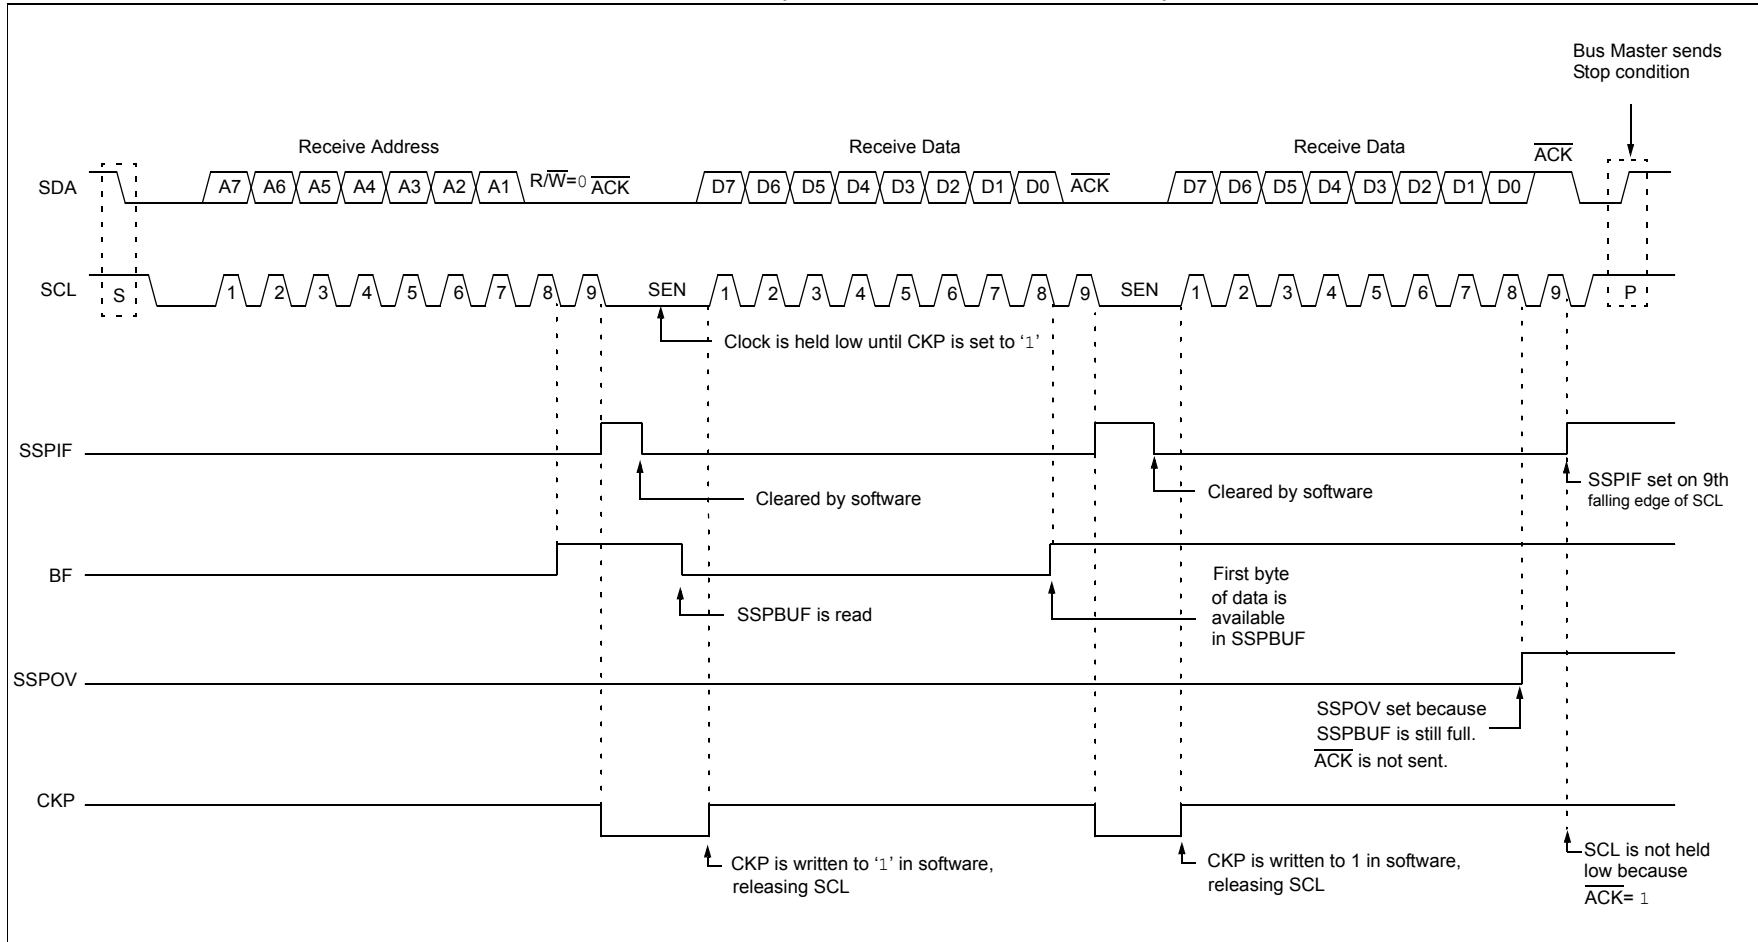 Bus Master sends
Stop condition
Receive Address
Receive Data
Receive Data
A̅C̅K̅
SDA
A7 A6 A5 A4 A3 A2 A1 R/W̅=0 A̅C̅K̅ D7 D6 D5 D4 D3 D2 D1 D0 A̅C̅K̅ D7 D6 D5 D4 D3 D2 D1 D0
SCL
S 1 2 3 4 5 6 7 8 9 SEN 1 2 3 4 5 6 7 8 9 SEN 1 2 3 4 5 6 7 8 9 P
Clock is held low until CKP is set to ‘1’
SSPIF
Cleared by software
Cleared by software
SSPIF set on 9th
falling edge of SCL
BF
SSPBUF is read
First byte
of data is
available
in SSPBUF
SSPOV
SSPOV set because
SSPBUF is still full.
A̅C̅K̅ is not sent.
CKP
CKP is written to ‘1’ in software,
releasing SCL
CKP is written to 1 in software,
releasing SCL
SCL is not held
low because
A̅C̅K̅= 1